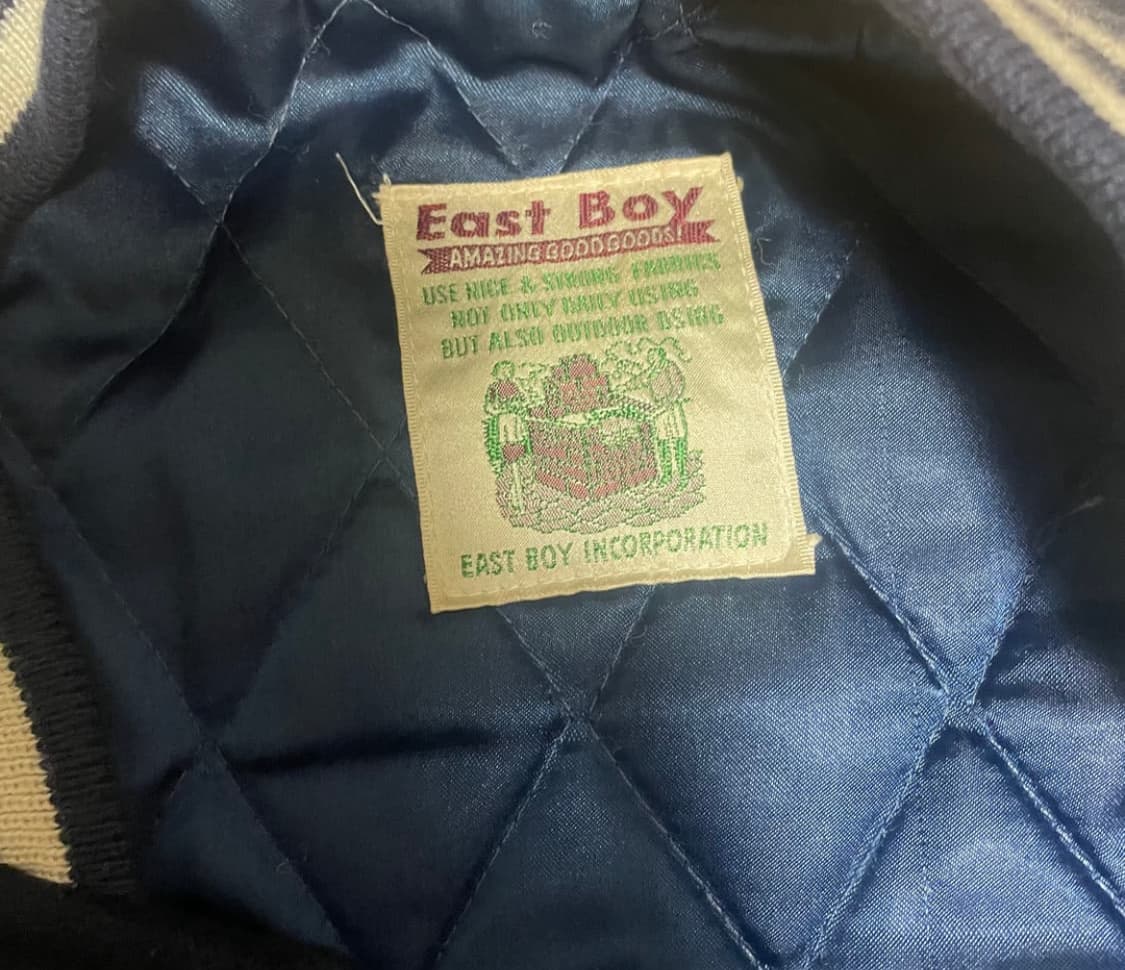 East Boy
AMAZING GOOD GOODS!
USE NICE & STRONG FABRICS
NOT ONLY DAILY USING
BUT ALSO OUTDOOR USING
EAST BOY INCORPORATION